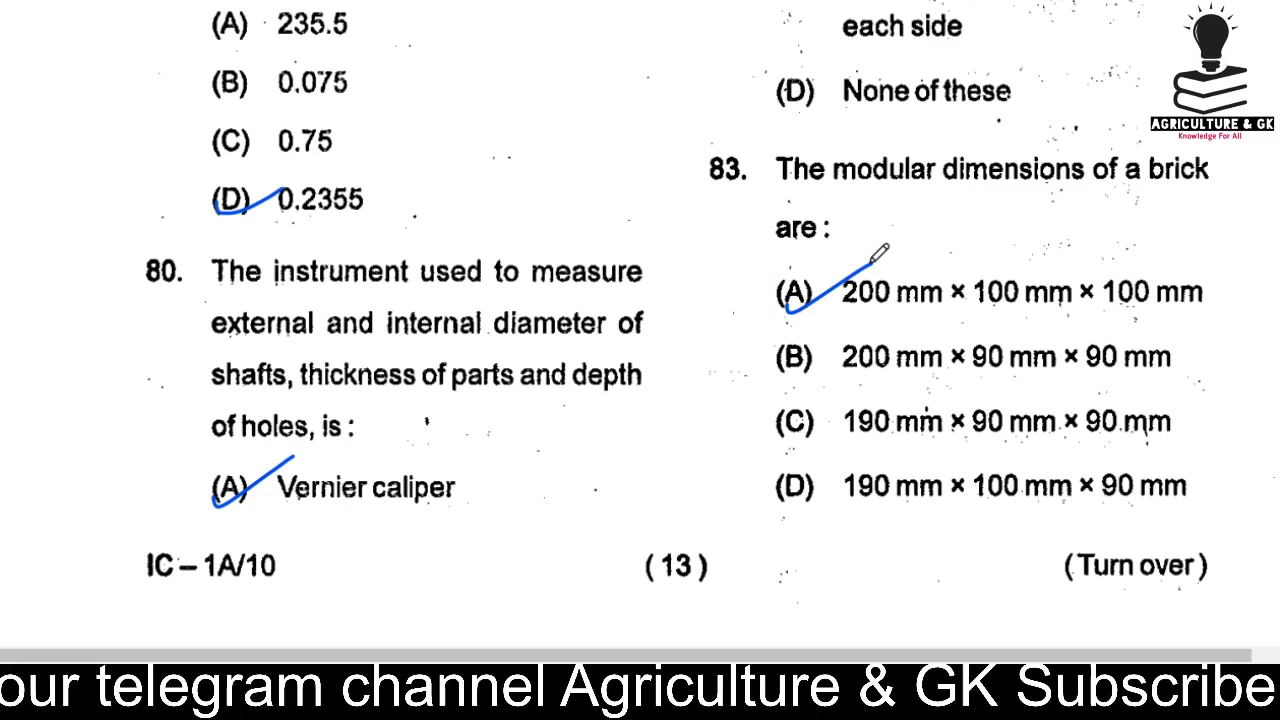 (A) 235.5
(B) 0.075
(C) 0.75
(D) 0.2355
80. The instrument used to measure
external and internal diameter of
shafts, thickness of parts and depth
of holes, is :
(A) Vernier caliper
each side
(D) None of these
83. The modular dimensions of a brick
are :
(A) 200 mm × 100 mm × 100 mm
(B) 200 mm × 90 mm × 90 mm
(C) 190 mm × 90 mm × 90 mm
(D) 190 mm × 100 mm × 90 mm
IC – 1A/10 ( 13 ) ( Turn over )
AGRICULTURE & GK
Knowledge For All
our telegram channel Agriculture & GK Subscribe